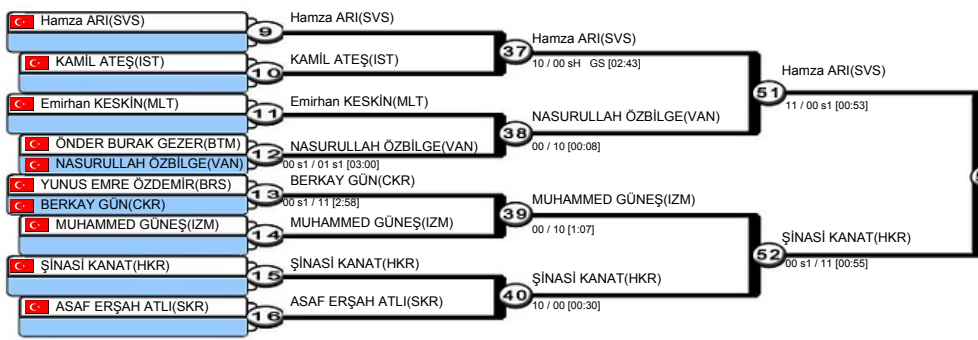 Hamza ARI(SVS)
9
Hamza ARI(SVS)
KAMİL ATEŞ(IST)
10
KAMİL ATEŞ(IST)
37
Hamza ARI(SVS)
10 / 00 sH GS [02:43]
Emirhan KESKİN(MLT)
11
Emirhan KESKİN(MLT)
ÖNDER BURAK GEZER(BTM)
NASURULLAH ÖZBİLGE(VAN)
12
NASURULLAH ÖZBİLGE(VAN)
00 s1 / 01 s1 [03:00]
38
NASURULLAH ÖZBİLGE(VAN)
00 / 10 [00:08]
51
Hamza ARI(SVS)
11 / 00 s1 [00:53]
YUNUS EMRE ÖZDEMİR(BRS)
BERKAY GÜN(CKR)
13
BERKAY GÜN(CKR)
00 s1 / 11 [2:58]
MUHAMMED GÜNEŞ(IZM)
14
MUHAMMED GÜNEŞ(IZM)
39
MUHAMMED GÜNEŞ(IZM)
00 / 10 [1:07]
ŞİNASİ KANAT(HKR)
15
ŞİNASİ KANAT(HKR)
ASAF ERŞAH ATLI(SKR)
16
ASAF ERŞAH ATLI(SKR)
40
ŞİNASİ KANAT(HKR)
10 / 00 [00:30]
52
ŞİNASİ KANAT(HKR)
00 s1 / 11 [00:55]